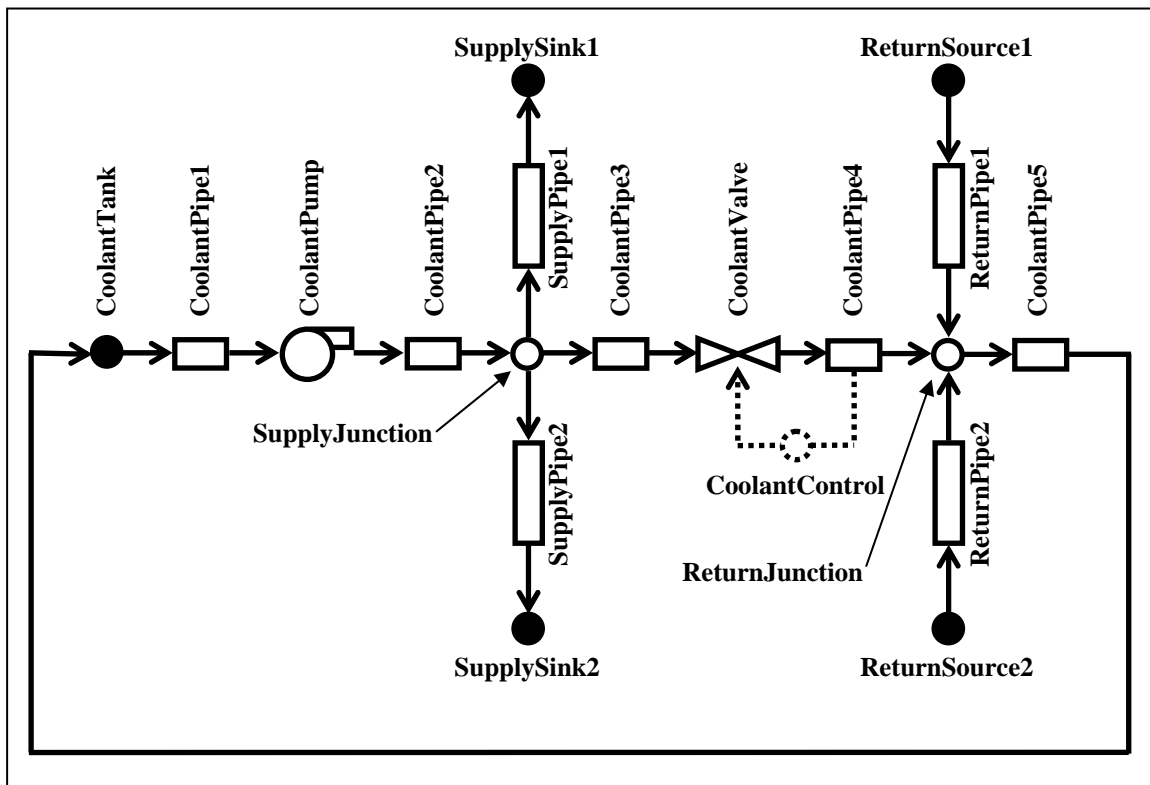 SupplySink1
ReturnSource1
CoolantTank
CoolantPipe1
CoolantPump
CoolantPipe2
SupplyPipe1
CoolantPipe3
CoolantValve
CoolantPipe4
ReturnPipe1
CoolantPipe5
SupplyJunction
SupplyPipe2
CoolantControl
ReturnPipe2
ReturnJunction
SupplySink2
ReturnSource2